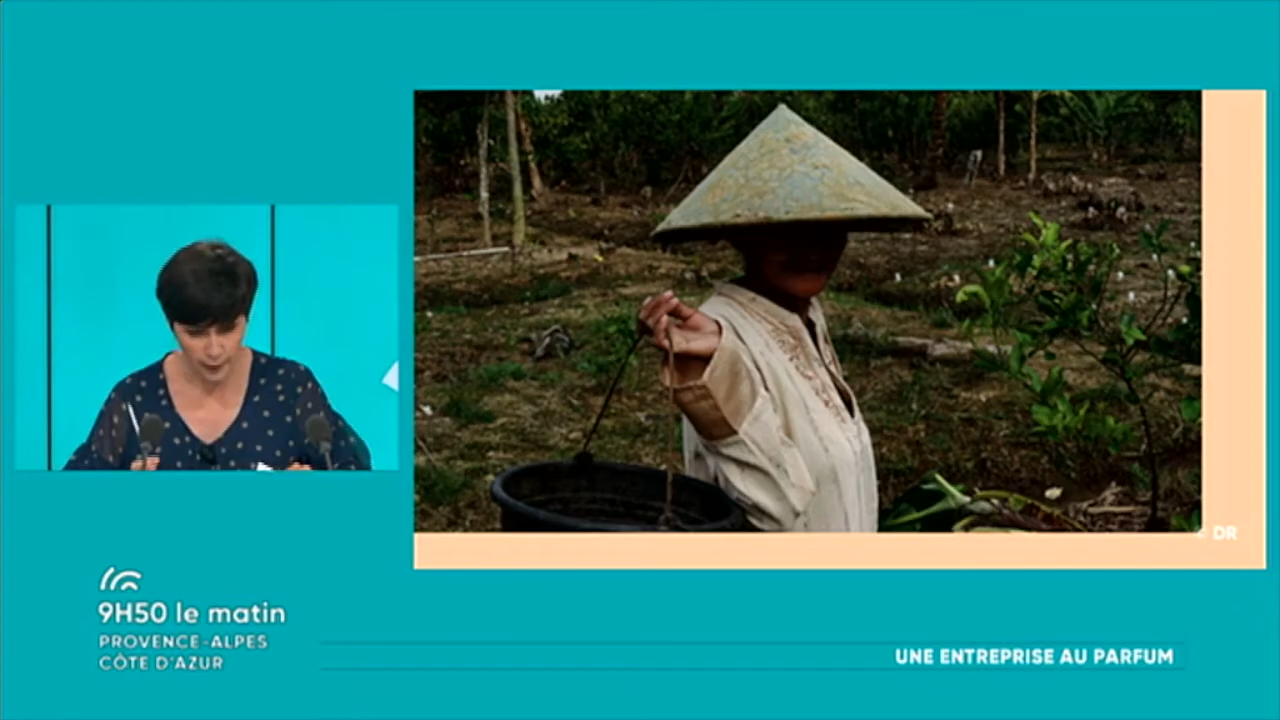 © DR
9H50 le matin
PROVENCE-ALPES
CÔTE D'AZUR
UNE ENTREPRISE AU PARFUM